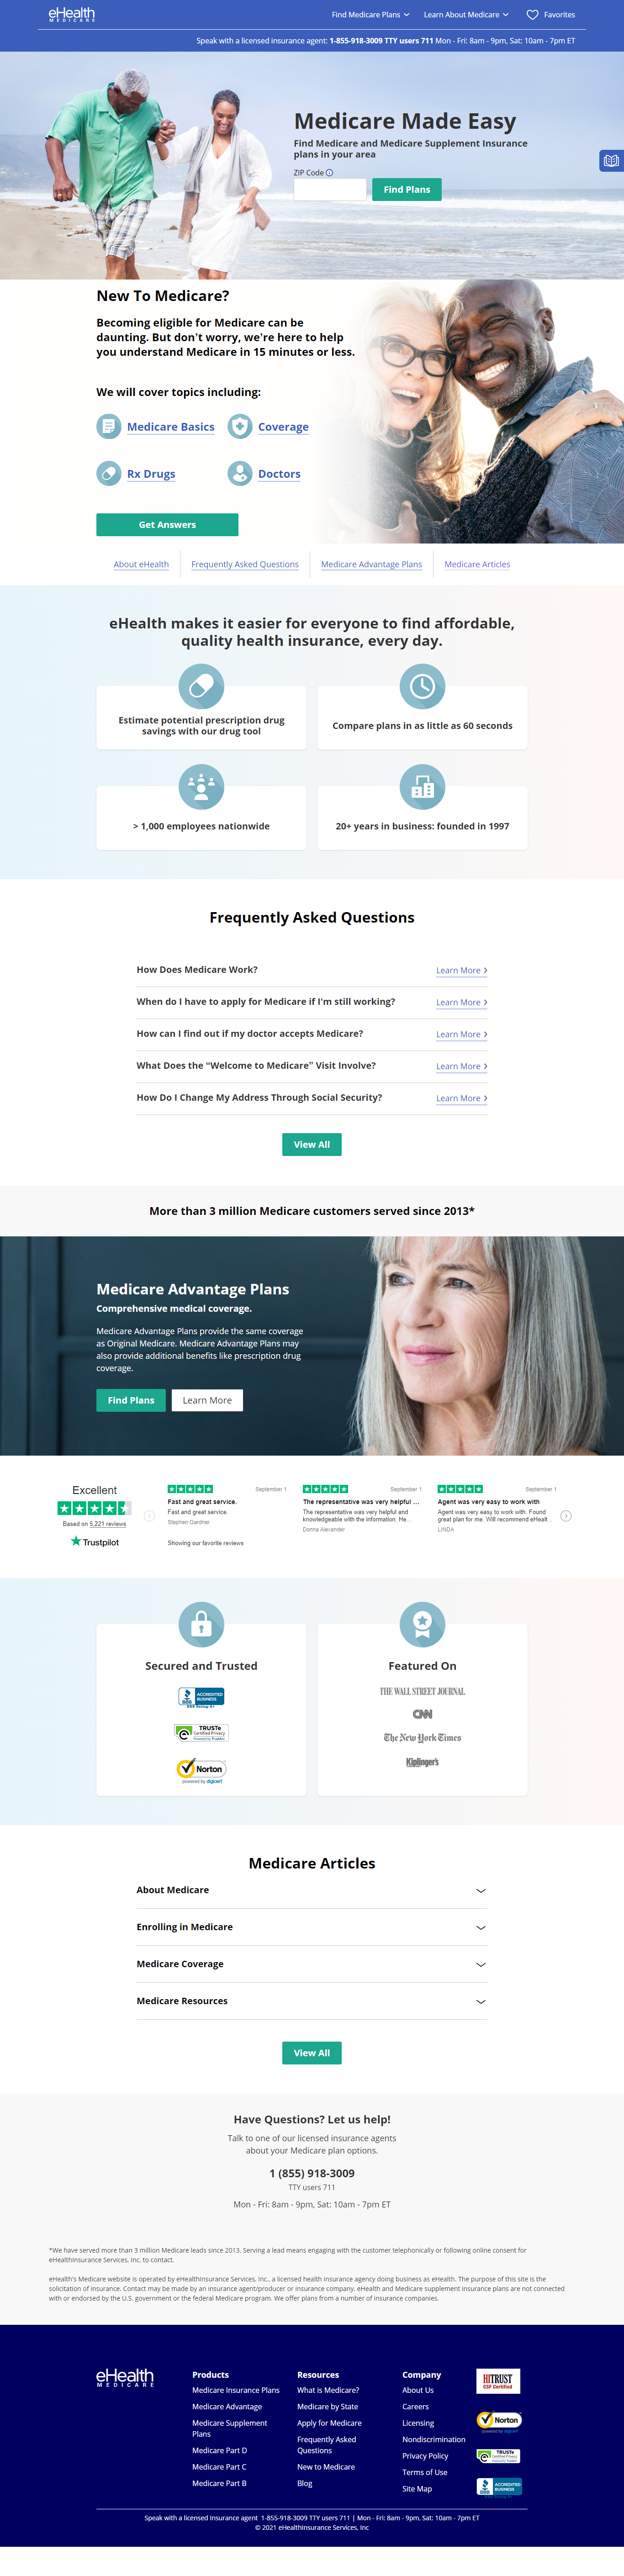 eHealth
MEDICARE
Find Medicare Plans
Learn About Medicare
Favorites
Speak with a licensed insurance agent: 1-855-918-3009 TTY users 711 Mon - Fri: 8am - 9pm, Sat: 10am - 7pm ET
Medicare Made Easy
Find Medicare and Medicare Supplement Insurance
plans in your area
ZIP Code
Find Plans
New To Medicare?
Becoming eligible for Medicare can be
daunting. But don't worry, we're here to help
you understand Medicare in 15 minutes or less.
We will cover topics including:
Medicare Basics
Coverage
Rx Drugs
Doctors
Get Answers
About eHealth
Frequently Asked Questions
Medicare Advantage Plans
Medicare Articles
eHealth makes it easier for everyone to find affordable,
quality health insurance, every day.
Estimate potential prescription drug
savings with our drug tool
Compare plans in as little as 60 seconds
> 1,000 employees nationwide
20+ years in business: founded in 1997
Frequently Asked Questions
How Does Medicare Work?
Learn More
When do I have to apply for Medicare if I'm still working?
Learn More
How can I find out if my doctor accepts Medicare?
Learn More
What Does the “Welcome to Medicare” Visit Involve?
Learn More
How Do I Change My Address Through Social Security?
Learn More
View All
More than 3 million Medicare customers served since 2013*
Medicare Advantage Plans
Comprehensive medical coverage.
Medicare Advantage Plans provide the same coverage
as Original Medicare. Medicare Advantage Plans may
also provide additional benefits like prescription drug
coverage.
Find Plans
Learn More
Excellent
Based on 5,221 reviews
Trustpilot
September 1
Fast and great service.
Fast and great service.
Stephen Gardner
September 1
The representative was very helpful ...
The representative was very helpful and
knowledgeable with the information. He...
Donna Alexander
September 1
Agent was very easy to work with
Agent was very easy to work with. Found
great plan for me. Will recommend eHealt...
LINDA
Showing our favorite reviews
Secured and Trusted
BBB
ACCREDITED
BUSINESS
BBB Rating: A+
TRUSTe
Certified Privacy
Powered by TrustArc
Norton
powered by digicert
Featured On
THE WALL STREET JOURNAL
CNN
The New York Times
Kiplinger's
Medicare Articles
About Medicare
Enrolling in Medicare
Medicare Coverage
Medicare Resources
View All
Have Questions? Let us help!
Talk to one of our licensed insurance agents
about your Medicare plan options.
1 (855) 918-3009
TTY users 711
Mon - Fri: 8am - 9pm, Sat: 10am - 7pm ET
*We have served more than 3 million Medicare leads since 2013. Serving a lead means engaging with the customer telephonically or following online consent for
eHealthInsurance Services, Inc. to contact.
eHealth's Medicare website is operated by eHealthInsurance Services, Inc., a licensed health insurance agency doing business as eHealth. The purpose of this site is the
solicitation of insurance. Contact may be made by an insurance agent/producer or insurance company. eHealth and Medicare supplement insurance plans are not connected
with or endorsed by the U.S. government or the federal Medicare program. We offer plans from a number of insurance companies.
eHealth
MEDICARE
Products
Medicare Insurance Plans
Medicare Advantage
Medicare Supplement
Plans
Medicare Part D
Medicare Part C
Medicare Part B
Resources
What is Medicare?
Medicare by State
Apply for Medicare
Frequently Asked
Questions
New to Medicare
Blog
Company
About Us
Careers
Licensing
Nondiscrimination
Privacy Policy
Terms of Use
Site Map
HITRUST
CSF Certified
Norton
powered by digicert
TRUSTe
Certified Privacy
Powered by TrustArc
BBB
ACCREDITED
BUSINESS
Speak with a licensed Insurance agent 1-855-918-3009 TTY users 711 | Mon - Fri: 8am - 9pm, Sat: 10am - 7pm ET
© 2021 eHealthInsurance Services, Inc